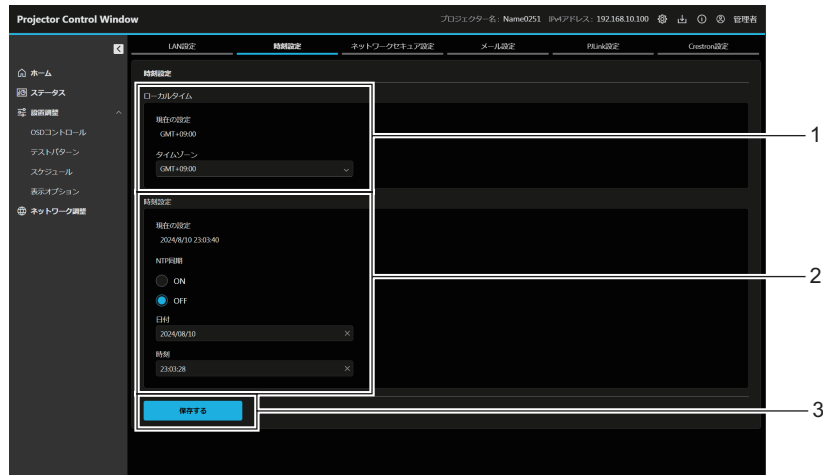 Projector Control Window
プロジェクター名: Name0251 IPv4アドレス: 192.168.10.100 管理者
LAN設定 時刻設定 ネットワークセキュア設定 メール設定 PJLink設定 Crestron設定
ホーム
ステータス
設置調整
OSDコントロール
テストパターン
スケジュール
表示オプション
ネットワーク調整
時刻設定
ローカルタイム
現在の設定
GMT+09:00
タイムゾーン
GMT+09:00
1
時刻設定
現在の設定
2024/8/10 23:03:40
NTP同期
ON
OFF
日付
2024/08/10
時刻
23:03:28
2
保存する
3